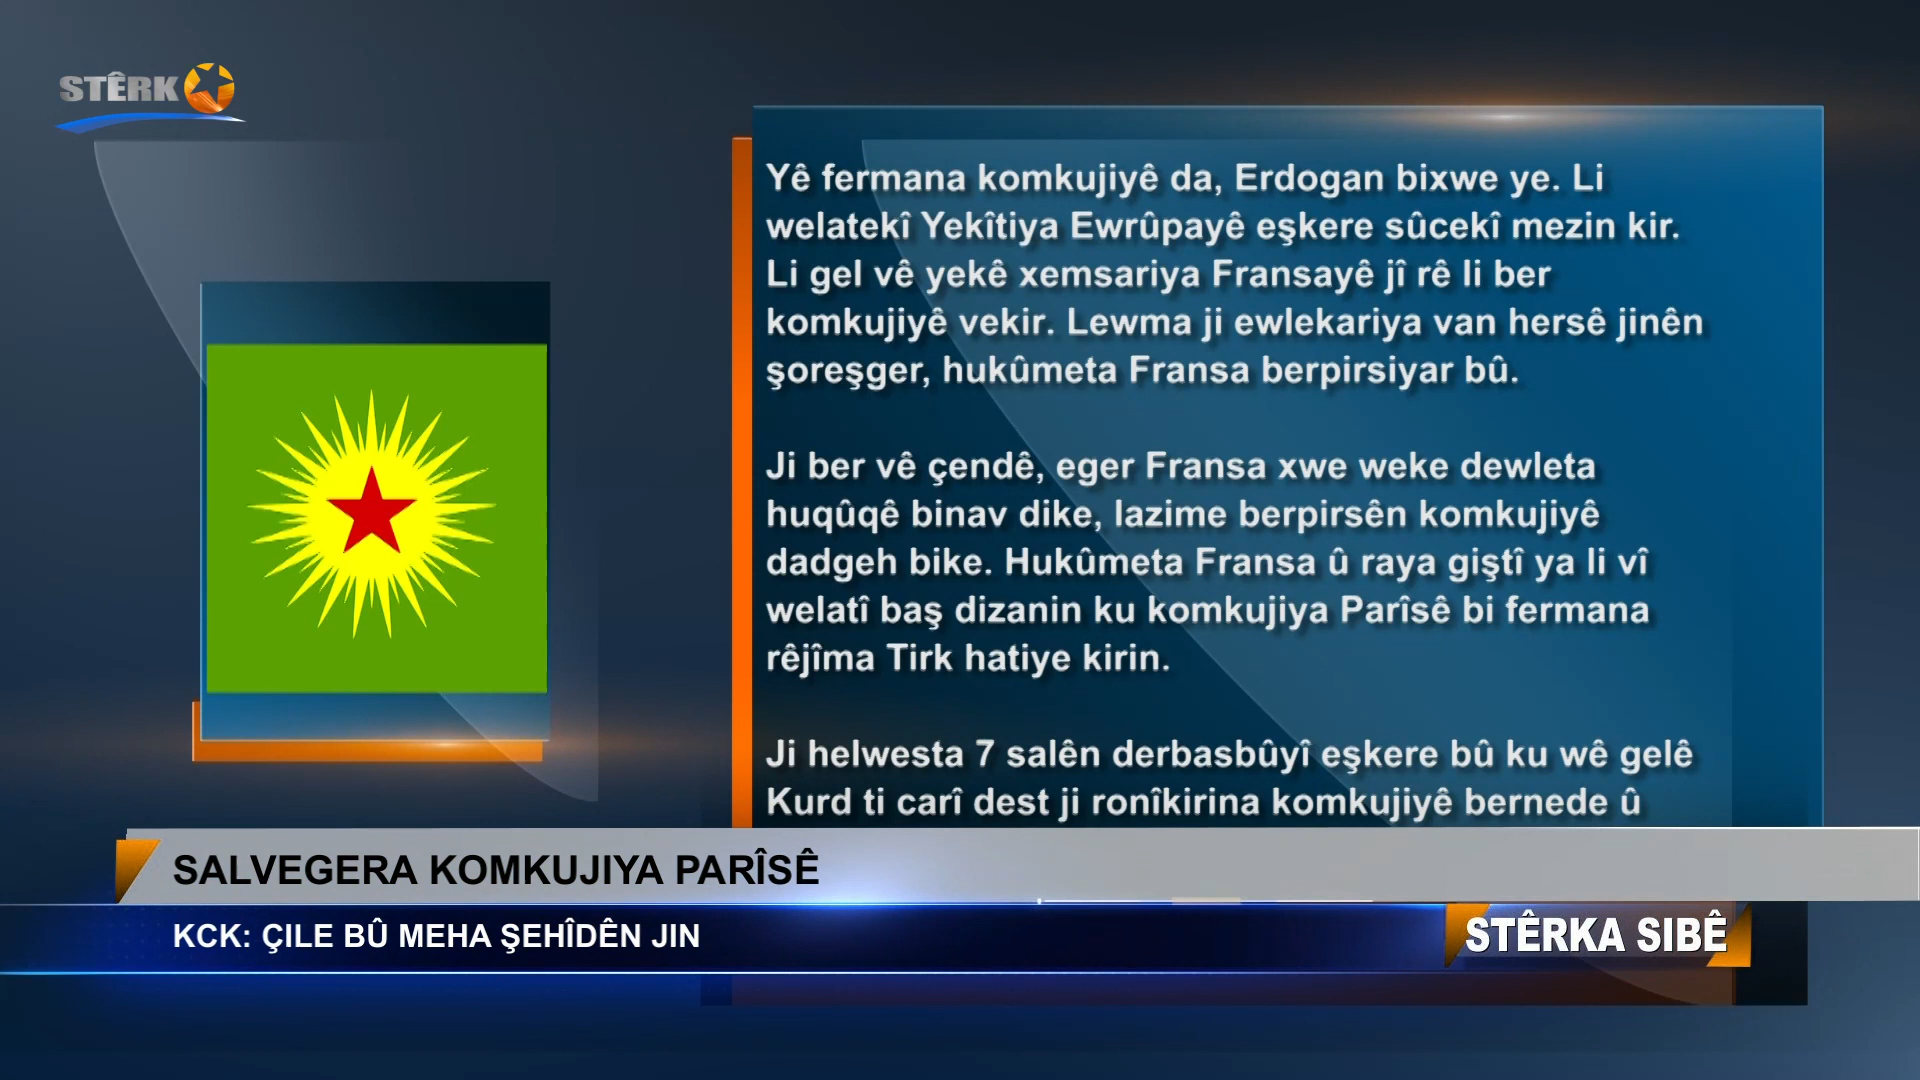 STÊRK
Yê fermana komkujiyê da, Erdogan bixwe ye. Li
welatekî Yekîtiya Ewrûpayê eşkere sûcekî mezin kir.
Li gel vê yekê xemsariya Fransayê jî rê li ber
komkujiyê vekir. Lewma ji ewlekariya van hersê jinên
şoreşger, hukûmeta Fransa berpirsiyar bû.
Ji ber vê çendê, eger Fransa xwe weke dewleta
huqûqê binav dike, lazime berpirsên komkujiyê
dadgeh bike. Hukûmeta Fransa û raya giştî ya li vî
welatî baş dizanin ku komkujiya Parîsê bi fermana
rêjîma Tirk hatiye kirin.
Ji helwesta 7 salên derbasbûyî eşkere bû ku wê gelê
Kurd ti carî dest ji ronîkirina komkujiyê bernede û
SALVEGERA KOMKUJIYA PARÎSÊ
KCK: ÇILE BÛ MEHA ŞEHÎDÊN JIN
STÊRKA SIBÊ